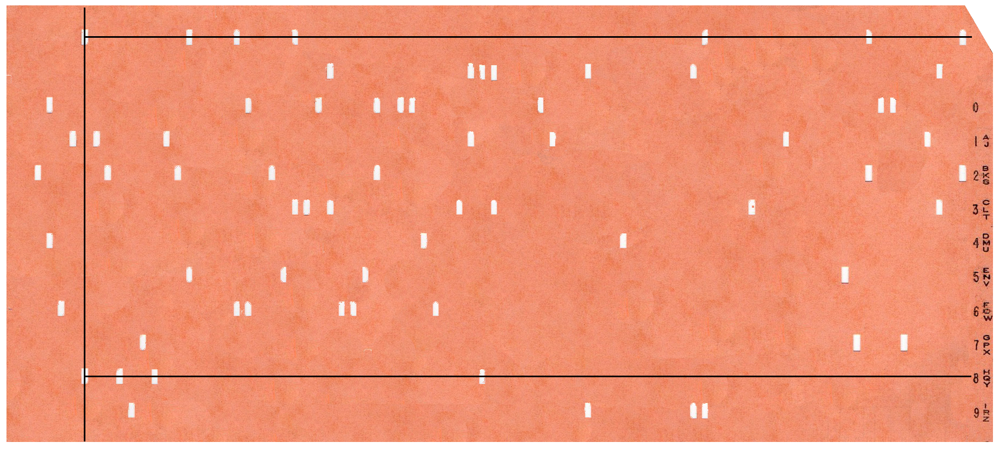 0
1 A J
2 B K S
3 C L T
4 D M U
5 E N V
6 F O W
7 G P X
8 H Q Y
9 I R Z